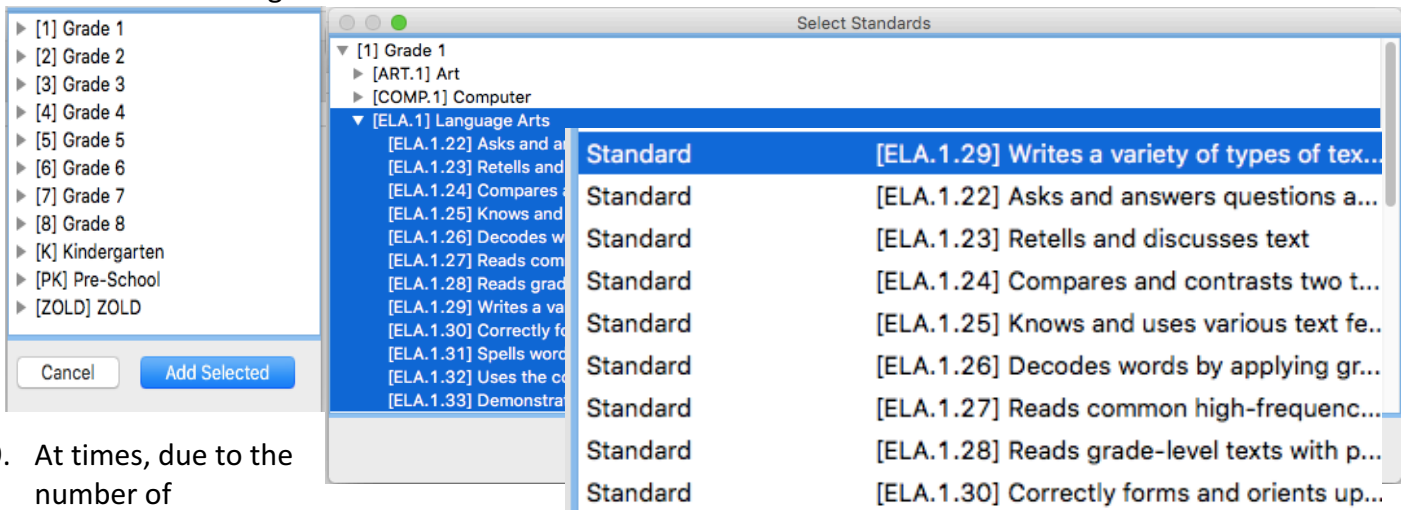 [1] Grade 1
[2] Grade 2
[3] Grade 3
[4] Grade 4
[5] Grade 5
[6] Grade 6
[7] Grade 7
[8] Grade 8
[K] Kindergarten
[PK] Pre-School
[ZOLD] ZOLD
Cancel Add Selected
At times, due to the
number of
Select Standards
[1] Grade 1
[ART.1] Art
[COMP.1] Computer
[ELA.1] Language Arts
[ELA.1.22] Asks and
[ELA.1.23] Retells and
[ELA.1.24] Compares
[ELA.1.25] Knows and
[ELA.1.26] Decodes
[ELA.1.27] Reads
[ELA.1.28] Reads
[ELA.1.29] Writes a
[ELA.1.30] Correctly
[ELA.1.31] Spells
[ELA.1.32] Uses the
[ELA.1.33]
Standard [ELA.1.29] Writes a variety of types of tex...
Standard [ELA.1.22] Asks and answers questions a...
Standard [ELA.1.23] Retells and discusses text
Standard [ELA.1.24] Compares and contrasts two t...
Standard [ELA.1.25] Knows and uses various text fe...
Standard [ELA.1.26] Decodes words by applying gr...
Standard [ELA.1.27] Reads common high-frequenc...
Standard [ELA.1.28] Reads grade-level texts with p...
Standard [ELA.1.30] Correctly forms and orients up...